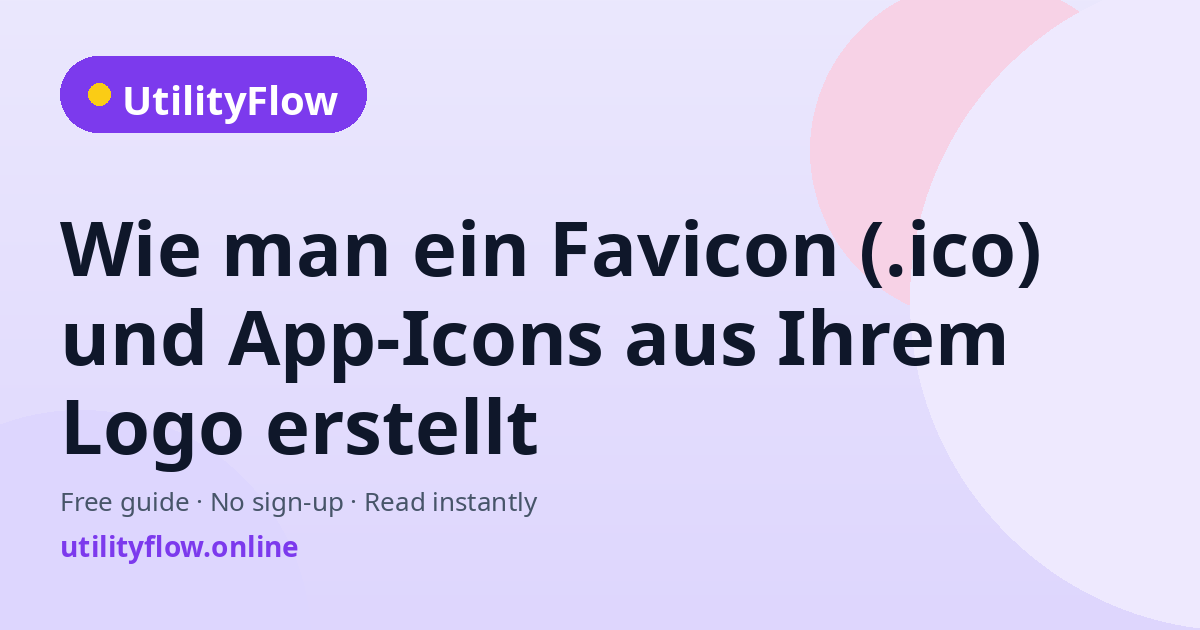 UtilityFlow
Wie man ein Favicon (.ico)
und App-Icons aus Ihrem
Logo erstellt
Free guide · No sign-up · Read instantly
utilityflow.online